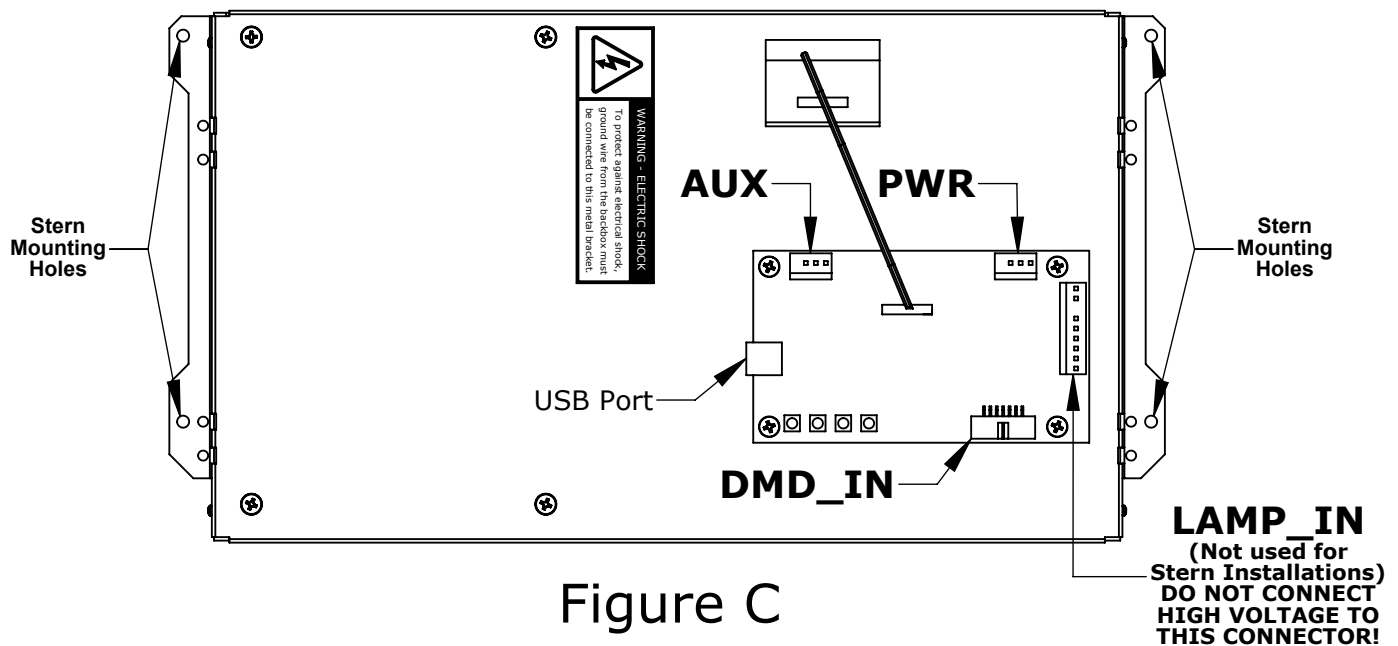 WARNING - ELECTRIC SHOCK
To protect against electrical shock,
ground wire from the backbox must
be connected to this metal bracket.
AUX
PWR
Stern
Mounting
Holes
Stern
Mounting
Holes
USB Port
DMD_IN
LAMP_IN
(Not used for
Stern Installations)
DO NOT CONNECT
HIGH VOLTAGE TO
THIS CONNECTOR!
Figure C